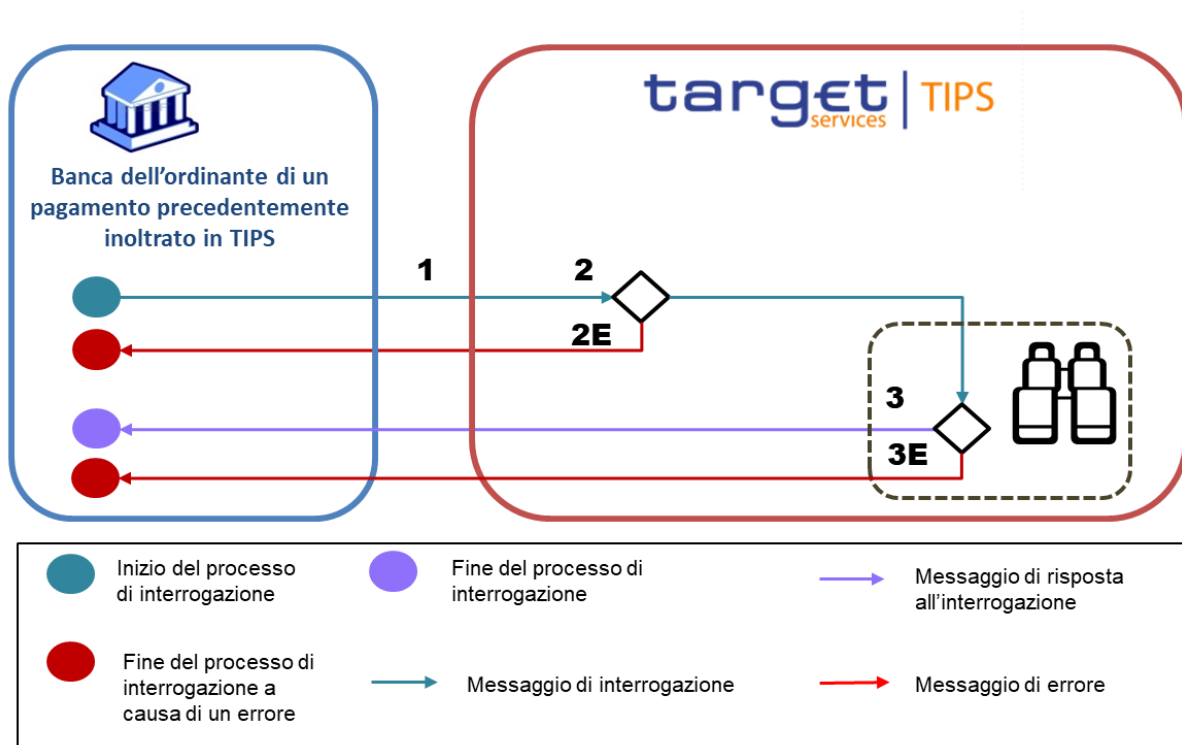 target services | TIPS
Banca dell'ordinante di un
pagamento precedentemente
inoltrato in TIPS
1
2
2E
3
3E
Inizio del processo
di interrogazione
Fine del processo di
interrogazione
Messaggio di risposta
all'interrogazione
Fine del processo di
interrogazione a
causa di un errore
Messaggio di interrogazione
Messaggio di errore